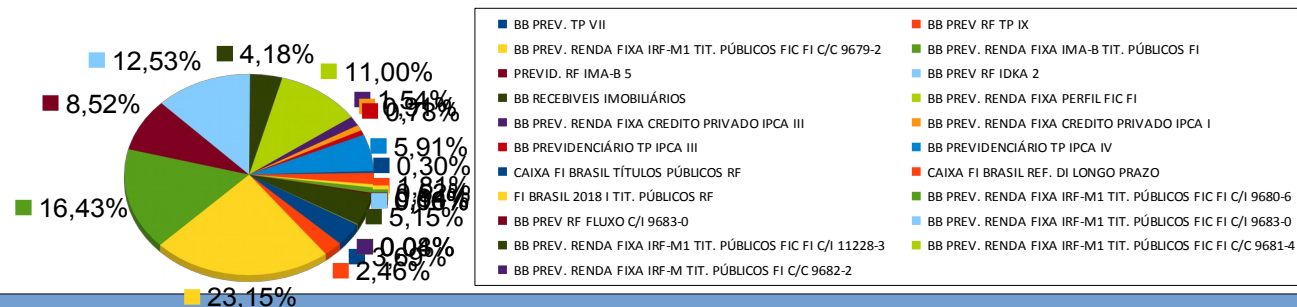 12,53%
4,18%
11,00%
8,52%
1,54%
0,78%
5,91%
0,30%
16,43%
5,15%
3,69%
2,46%
23,15%
BB PREV. TP VII
BB PREV RF TP IX
BB PREV. RENDA FIXA IRF-M1 TIT. PÚBLICOS FIC FI C/C 9679-2
BB PREV. RENDA FIXA IMA-B TIT. PÚBLICOS FI
PREVID. RF IMA-B 5
BB PREV RF IDKA 2
BB RECEBIVEIS IMOBILIÁRIOS
BB PREV. RENDA FIXA PERFIL FIC FI
BB PREV. RENDA FIXA CREDITO PRIVADO IPCA III
BB PREV. RENDA FIXA CREDITO PRIVADO IPCA I
BB PREVIDENCIÁRIO TP IPCA III
BB PREVIDENCIÁRIO TP IPCA IV
CAIXA FI BRASIL TÍTULOS PÚBLICOS RF
CAIXA FI BRASIL REF. DI LONGO PRAZO
FI BRASIL 2018 I TIT. PÚBLICOS RF
BB PREV. RENDA FIXA IRF-M1 TIT. PÚBLICOS FIC FI C/I 9680-6
BB PREV RF FLUXO C/I 9683-0
BB PREV. RENDA FIXA IRF-M1 TIT. PÚBLICOS FIC FI C/I 9683-0
BB PREV. RENDA FIXA IRF-M1 TIT. PÚBLICOS FIC FI C/I 11228-3
BB PREV. RENDA FIXA IRF-M1 TIT. PÚBLICOS FIC FI C/C 9681-4
BB PREV. RENDA FIXA IRF-M TIT. PÚBLICOS FI C/C 9682-2